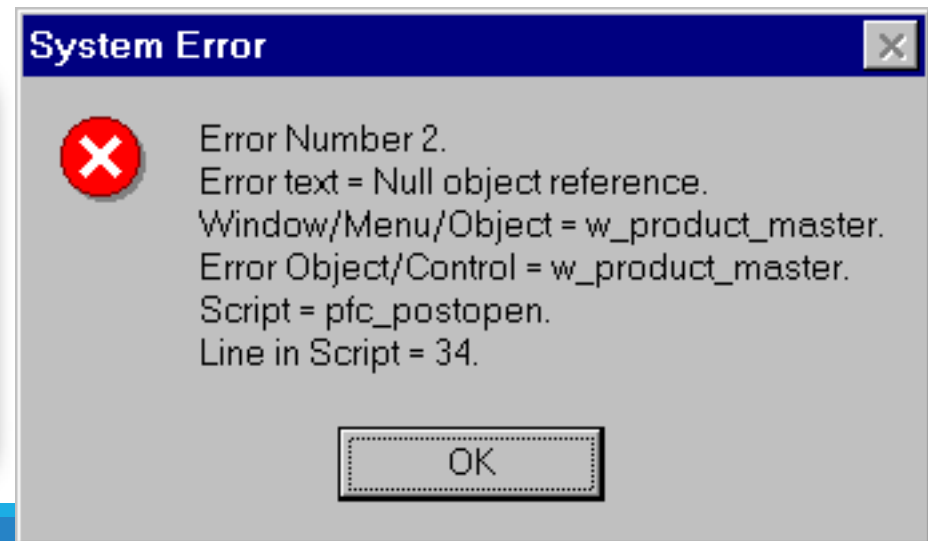 System Error
Error Number 2.
Error text = Null object reference.
Window/Menu/Object = w_product_master.
Error Object/Control = w_product_master.
Script = pfc_postopen.
Line in Script = 34.
OK